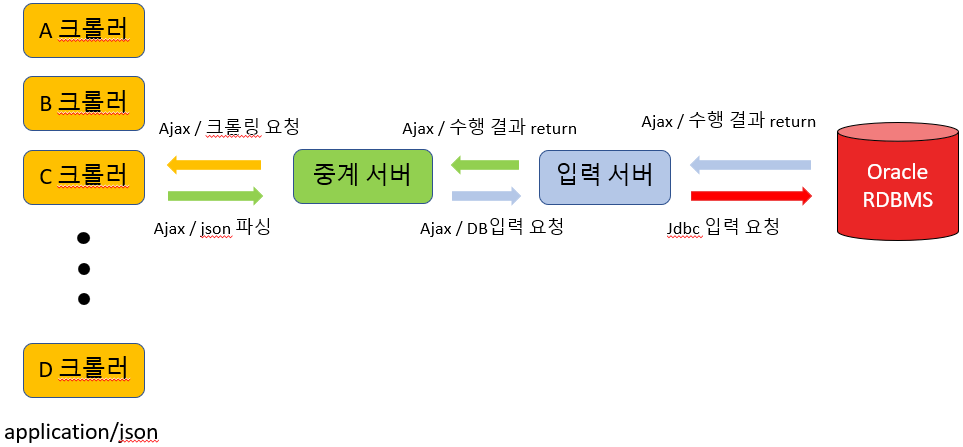 A 크롤러
B 크롤러
Ajax / 크롤링 요청
Ajax / 수행 결과 return
Ajax / 수행 결과 return
C 크롤러
중계 서버
입력 서버
Oracle
RDBMS
Ajax / json 파싱
Ajax / DB입력 요청
Jdbc 입력 요청
D 크롤러
application/json